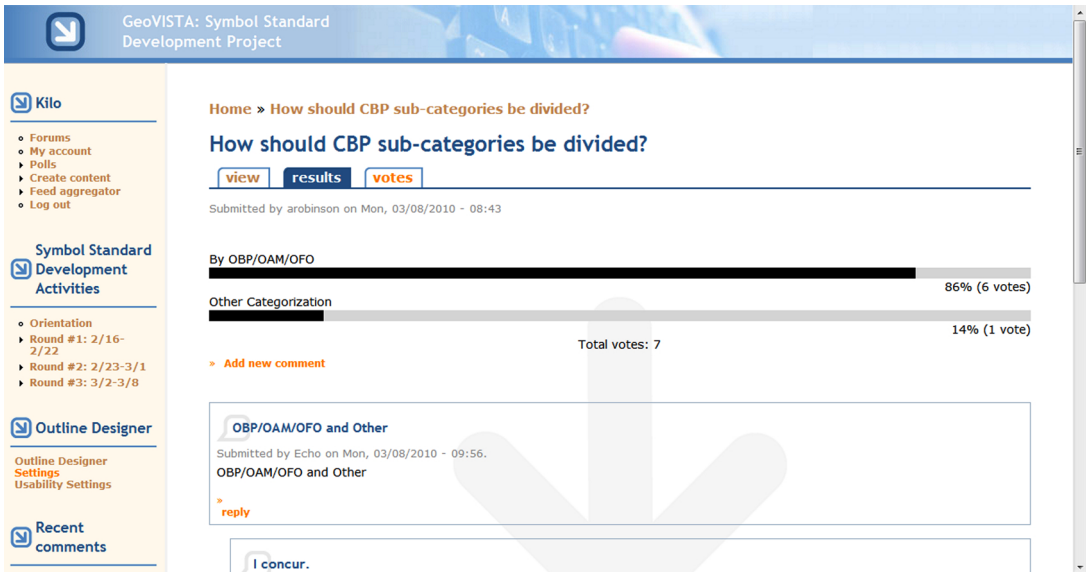 GeoVISTA: Symbol Standard
Development Project
Kilo
Forums
My account
Polls
Create content
Feed aggregator
Log out
Symbol Standard
Development
Activities
Orientation
Round #1: 2/16-
2/22
Round #2: 2/23-3/1
Round #3: 3/2-3/8
Outline Designer
Outline Designer
Settings
Usability Settings
Recent
comments
Home » How should CBP sub-categories be divided?
How should CBP sub-categories be divided?
view results votes
Submitted by arobinson on Mon, 03/08/2010 - 08:43
By OBP/OAM/OFO
86% (6 votes)
Other Categorization
14% (1 vote)
Total votes: 7
» Add new comment
OBP/OAM/OFO and Other
Submitted by Echo on Mon, 03/08/2010 - 09:56.
OBP/OAM/OFO and Other
»
reply
I concur.